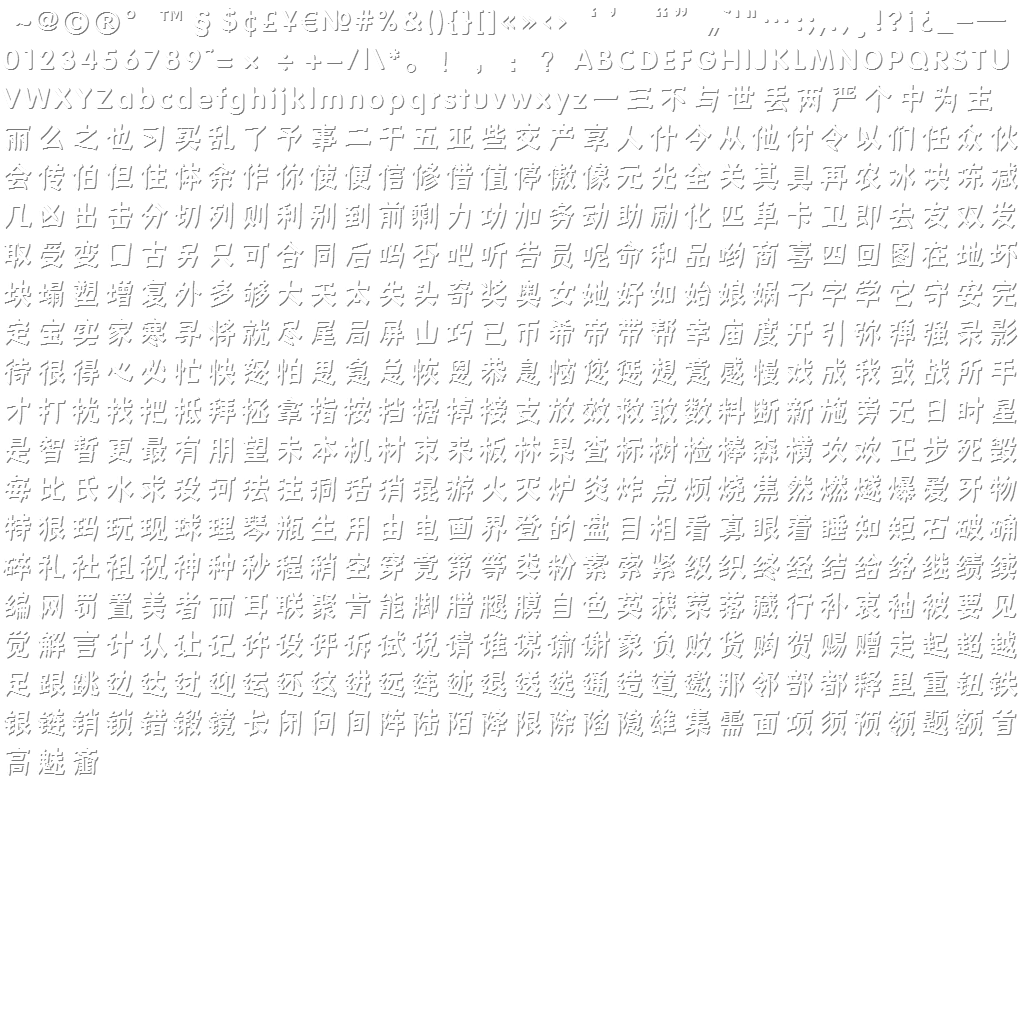 ~@©®° ™§$¢£¥€№#%&(){}[]«»‹›‘’“”„`'"…:;,.,¸!?¡¿_–—
0123456789˜=×÷+−/|\*。！，：？ABCDEFGHIJKLMNOPQRSTU
VWXYZabcdefghijklmnopqrstuvwxyz一三不与世丢两严个中为主
丽么之也习买乱了予事二于五亚些交产享人什今从他付令以们任众伙
会传伯但住体余作你使便信修借值停傲像元光全关其具再农冰决冻减
几凶出击分切列则利别到前剩力功加务动助励化匹单卡卫即去友双发
取受变口古另只可合同后吗否吧听告员呢命和品哟商喜四回图在地坏
块塌塑增复外多够大天太失头奇奖奥女她好如始娘娲子字学它守安完
定宝实家寒寻将就尽尾局屏山巧已币希帝带帮幸庙度开引弥弹强录影
待很得心必忙快怒怕思急总恢恩恭息恼您惩想意感慢戏成我或战所手
才打扰找把抵拜拯拿指按挡据掉接支放效救敢数料断新施旁无日时星
是智暂更最有朋望未本机材束来板林果查标树检棒森横次欢正步死毁
每比氏水求没河法注洞活消混游火灭炉炎炸点烦烧焦然燃燧爆爱牙物
特狠玛玩现球理琴瓶生用由电画界登的盘目相看真眼着睡知矩石破确
碎礼社祖祝神种秒程稍空穿竟第等类粉素索紧级织终经结给络继绩续
编网罚置美者而耳联聚肯能脚腊腿膜自色英获菜落藏行补衷袖被要见
觉解言计认让记许设评诉试说请谁谋谕谢象负败货购贺赐赠走起超越
足跟跳边达过迎运还这进远连迹退送选通造道邀那邻部都释里重钮铁
银链销锁错锻镜长闭问间阵陆陌降限除陷隐雄集需面项须预领题额首
高魅